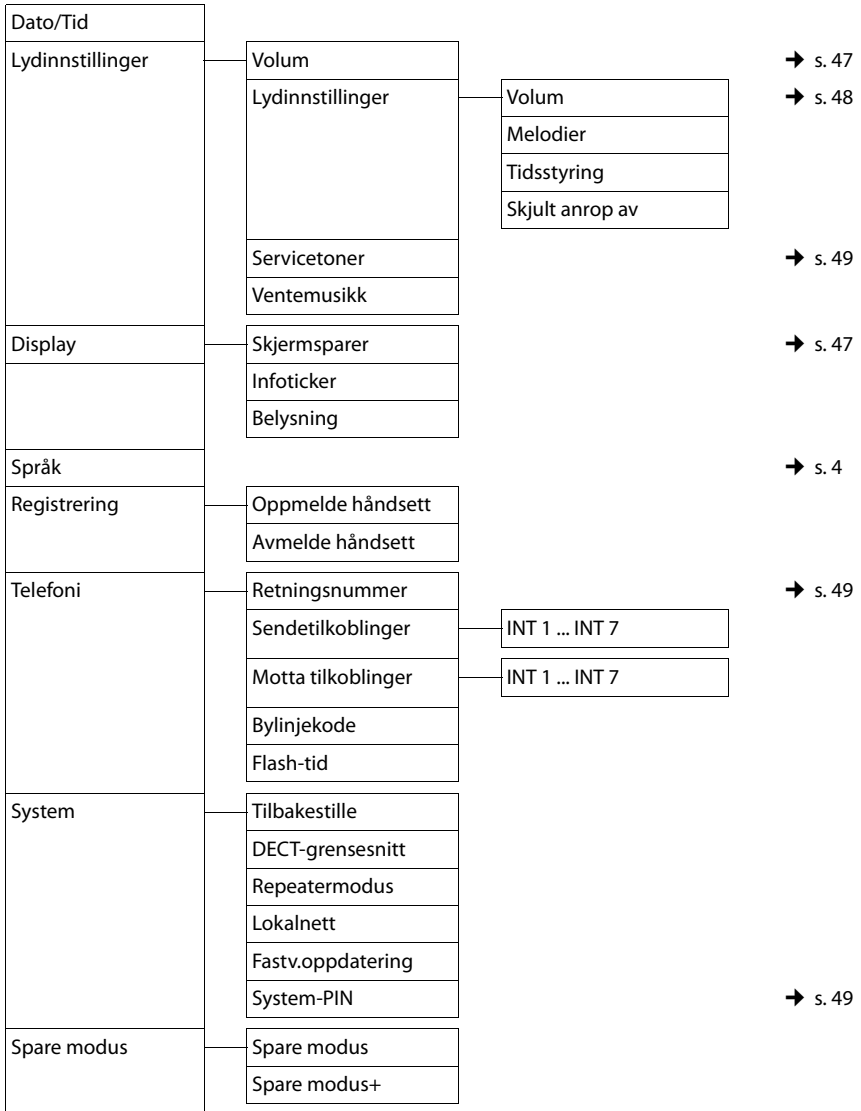 Dato/Tid
Lydinnstillinger Volum ➔ s. 47
Lydinnstillinger Volum ➔ s. 48
Melodier
Tidsstyring
Skjult anrop av
Servicetoner ➔ s. 49
Ventemusikk
Display Skjermsparer ➔ s. 47
Infoticker
Belysning
Språk ➔ s. 4
Registrering Oppmelde håndsett
Avmelde håndsett
Telefoni Retningsnummer ➔ s. 49
Sendetilkoblinger INT 1 ... INT 7
Motta tilkoblinger INT 1 ... INT 7
Bylinjekode
Flash-tid
System Tilbakestille
DECT-grensesnitt
Repeatermodus
Lokalnett
Fastv.oppdatering
System-PIN ➔ s. 49
Spare modus Spare modus
Spare modus+